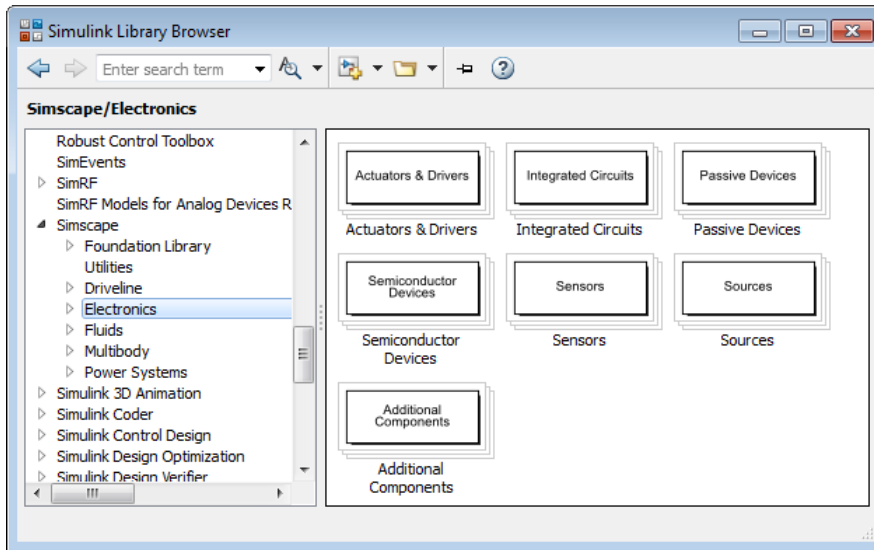 Simulink Library Browser
Enter search term
Simscape/Electronics
Robust Control Toolbox
SimEvents
SimRF
SimRF Models for Analog Devices R
Simscape
Foundation Library
Utilities
Driveline
Electronics
Fluids
Multibody
Power Systems
Simulink 3D Animation
Simulink Coder
Simulink Control Design
Simulink Design Optimization
Simulink Design Verifier
Actuators & Drivers
Integrated Circuits
Passive Devices
Actuators & Drivers
Integrated Circuits
Passive Devices
Semiconductor
Devices
Sensors
Sources
Semiconductor
Devices
Sensors
Sources
Additional
Components
Additional
Components